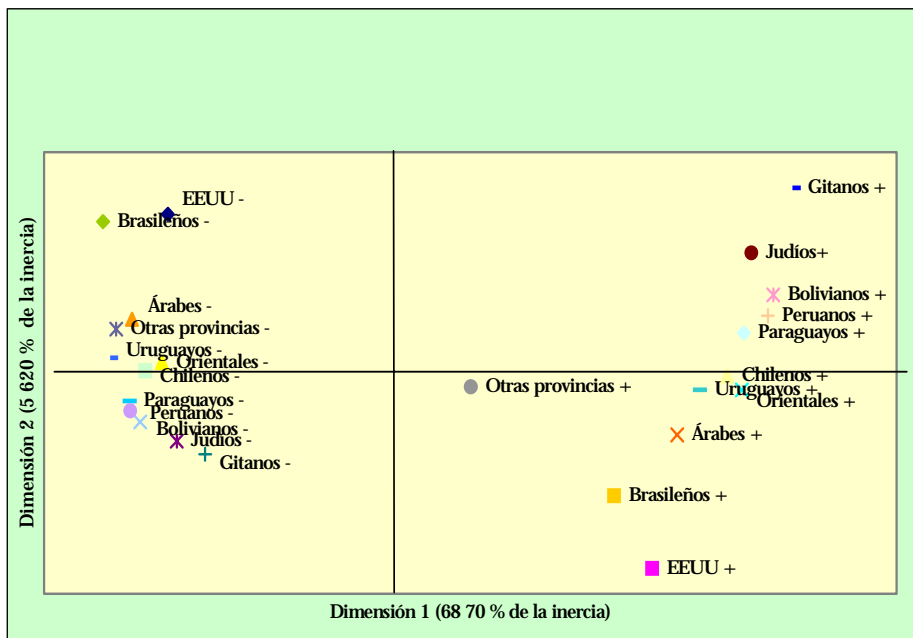 EEUU -
Brasileños -
Árabes -
Otras provincias -
Uruguayos -
Orientales -
Chilenos -
Paraguayos -
Peruanos -
Bolivianos -
Judíos -
Gitanos -
Gitanos +
Judíos+
Bolivianos +
Peruanos +
Paraguayos +
Chilenos +
Otras provincias +
Uruguayos +
Orientales +
Árabes +
Brasileños +
EEUU +
Dimensión 2 (5 620 % de la inercia)
Dimensión 1 (68 70 % de la inercia)